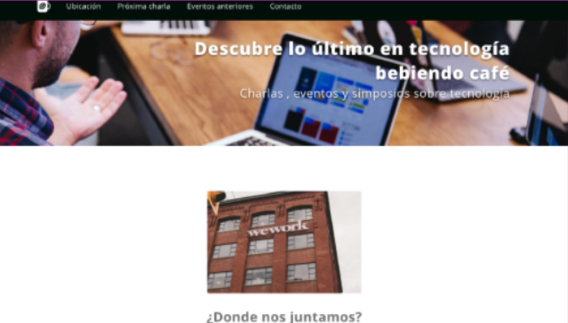 Ubicación Próxima charla Eventos anteriores Contacto
Descubre lo último en tecnología
bebiendo café
Charlas , eventos y simposios sobre tecnología
wework
¿Donde nos juntamos?